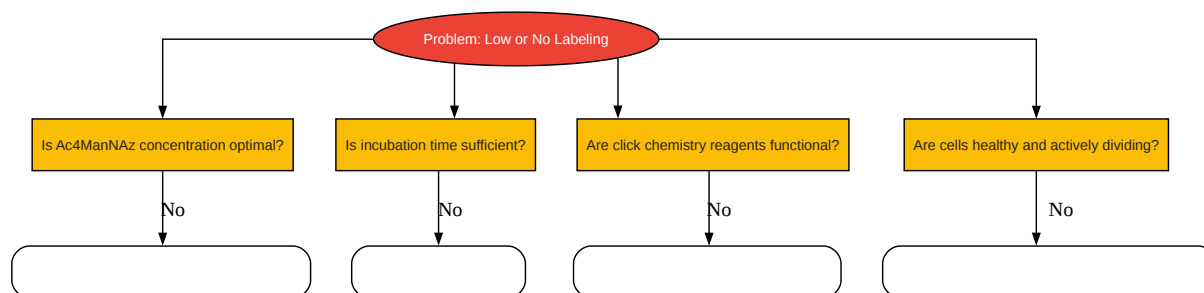 Problem: Low or No Labeling
Is Ac4ManNAz concentration optimal?
Is incubation time sufficient?
Are click chemistry reagents functional?
Are cells healthy and actively dividing?
No
No
No
No